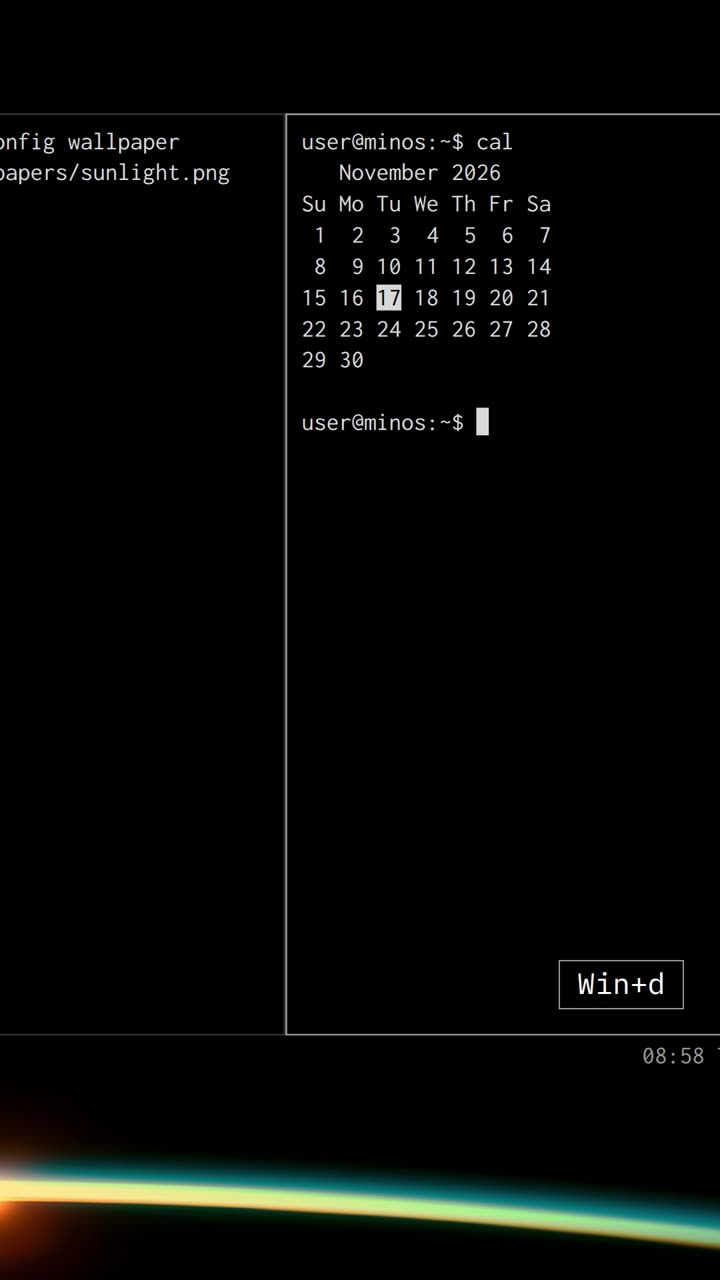 onfig wallpaper
papers/sunlight.png
user@minos:~$ cal
November 2026
Su Mo Tu We Th Fr Sa
1 2 3 4 5 6 7
8 9 10 11 12 13 14
15 16 17 18 19 20 21
22 23 24 25 26 27 28
29 30
user@minos:~$
Win+d
08:58